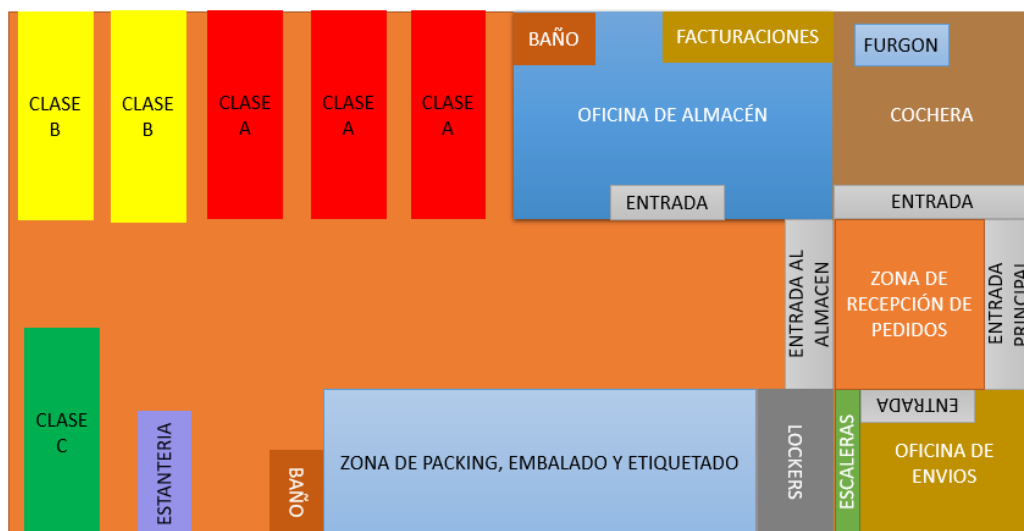 BAÑO
FACTURACIONES
FURGON
CLASE
B
CLASE
B
CLASE
A
CLASE
A
CLASE
A
OFICINA DE ALMACÉN
COCHERA
ENTRADA
ENTRADA
ENTRADA AL
ALMACEN
ZONA DE
RECEPCIÓN DE
PEDIDOS
ENTRADA
PRINCIPAL
CLASE
C
ESTANTERIA
BAÑO
ZONA DE PACKING, EMBALADO Y ETIQUETADO
LOCKERS
ESCALERAS
ENTRADA
OFICINA DE
ENVIOS